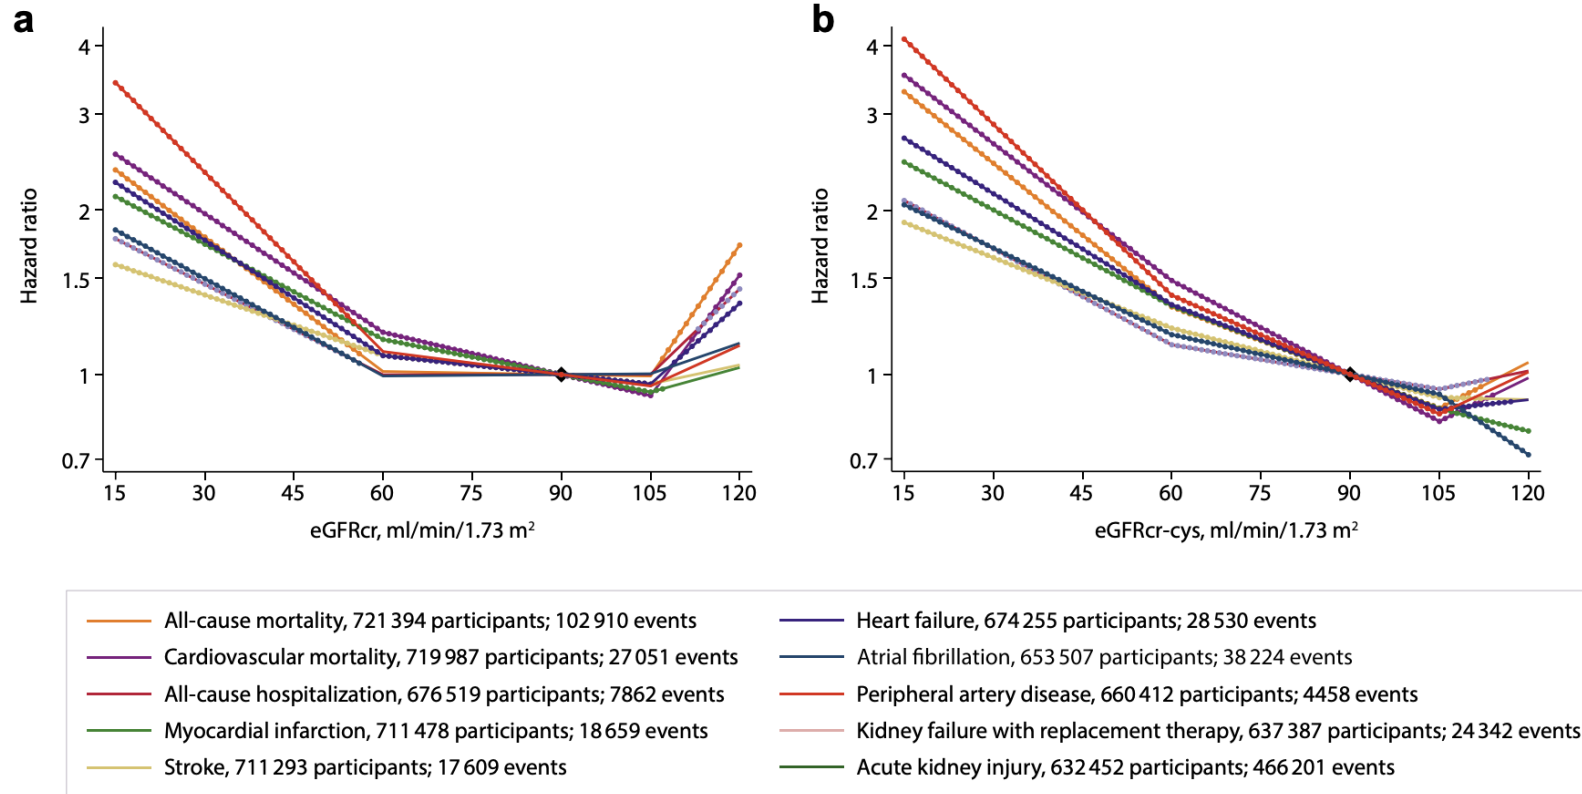 a
b
4
3
2
1.5
1
0.7
Hazard ratio
15 30 45 60 75 90 105 120
eGFRcr, ml/min/1.73 m²
4
3
2
1.5
1
0.7
Hazard ratio
15 30 45 60 75 90 105 120
eGFRcr-cys, ml/min/1.73 m²
All-cause mortality, 721 394 participants; 102 910 events
Cardiovascular mortality, 719 987 participants; 27 051 events
All-cause hospitalization, 676 519 participants; 7862 events
Myocardial infarction, 711 478 participants; 18 659 events
Stroke, 711 293 participants; 17 609 events
Heart failure, 674 255 participants; 28 530 events
Atrial fibrillation, 653 507 participants; 38 224 events
Peripheral artery disease, 660 412 participants; 4458 events
Kidney failure with replacement therapy, 637 387 participants; 24 342 events
Acute kidney injury, 632 452 participants; 466 201 events